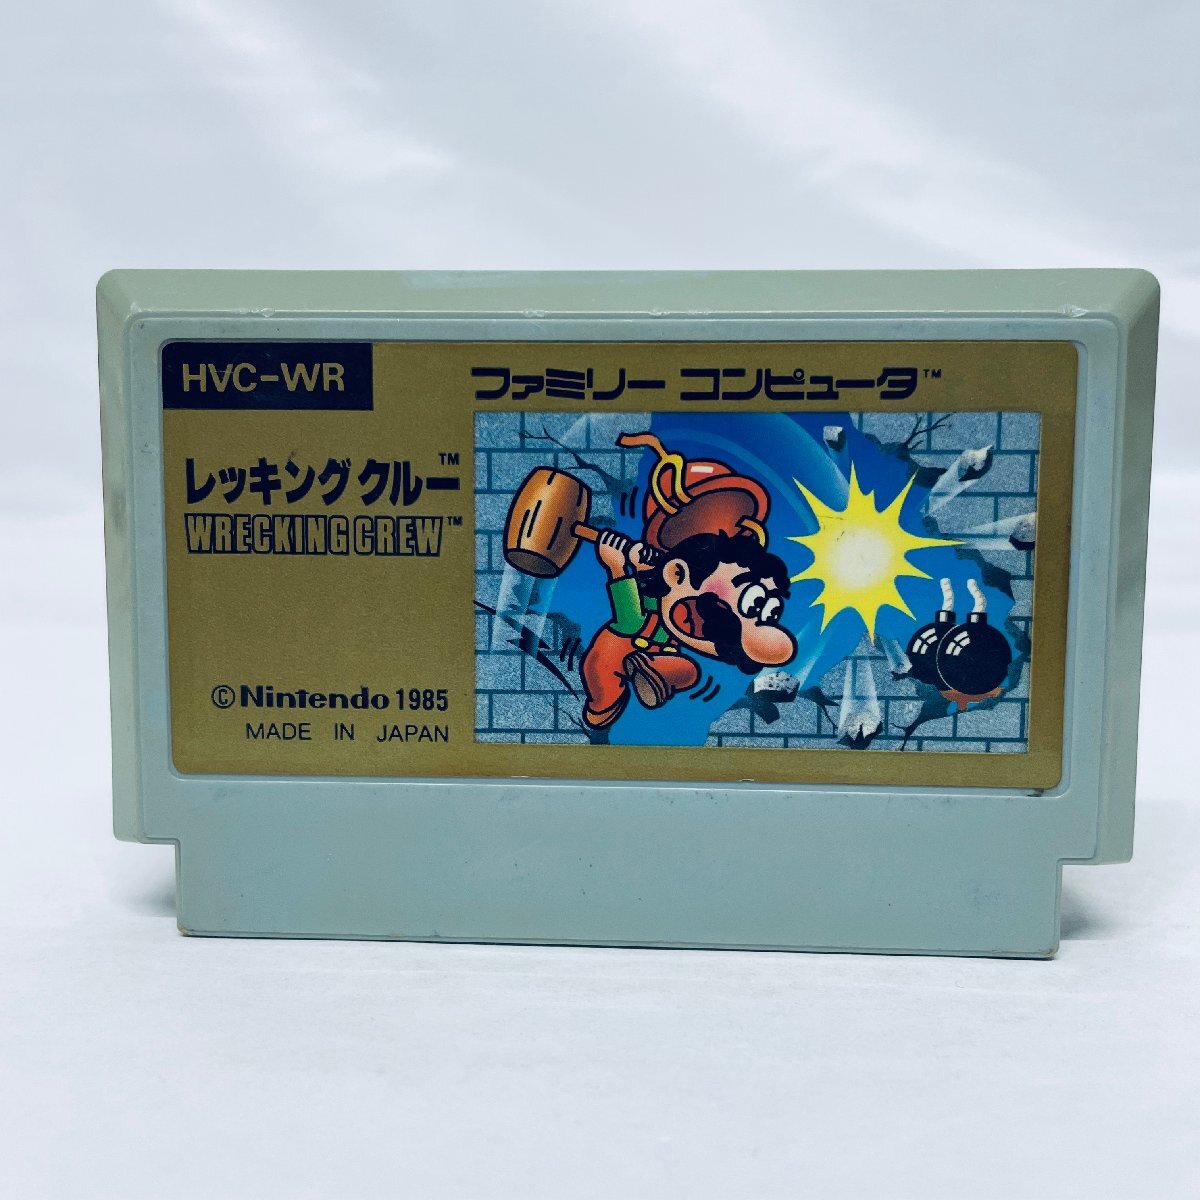 HVC-WR
ファミリー コンピュータ™
レッキングクルー™
WRECKING CREW™
©Nintendo 1985
MADE IN JAPAN